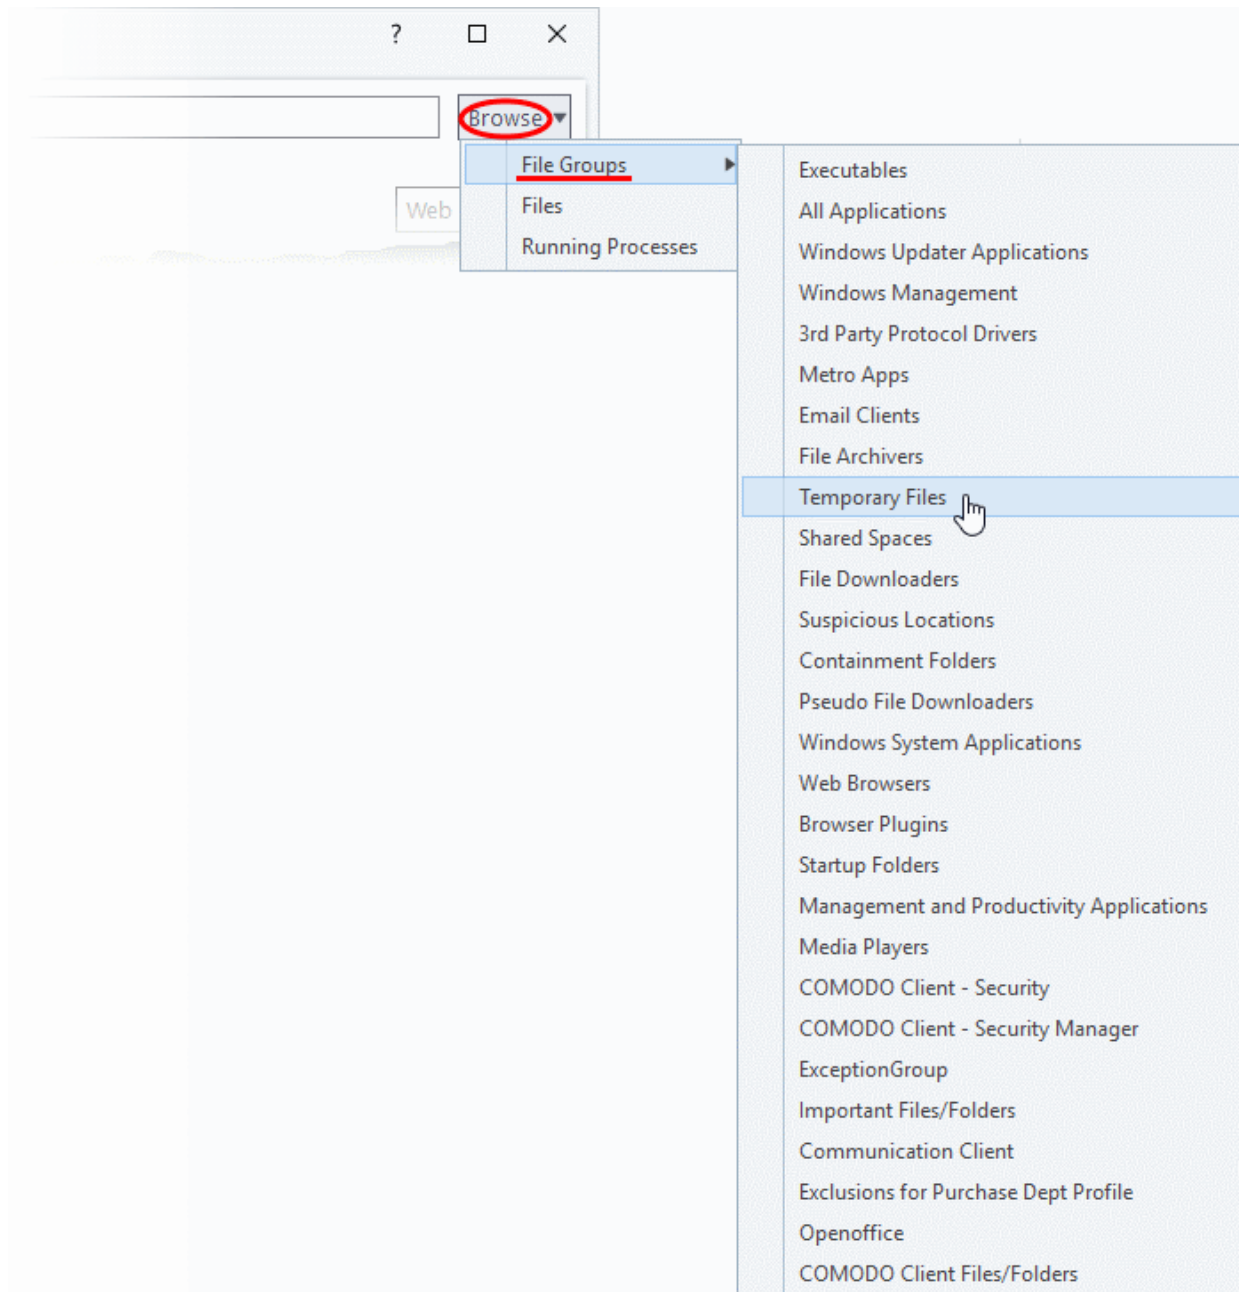 ?
Browse
File Groups
Files
Web
Running Processes
Executables
All Applications
Windows Updater Applications
Windows Management
3rd Party Protocol Drivers
Metro Apps
Email Clients
File Archivers
Temporary Files
Shared Spaces
File Downloaders
Suspicious Locations
Containment Folders
Pseudo File Downloaders
Windows System Applications
Web Browsers
Browser Plugins
Startup Folders
Management and Productivity Applications
Media Players
COMODO Client - Security
COMODO Client - Security Manager
ExceptionGroup
Important Files/Folders
Communication Client
Exclusions for Purchase Dept Profile
Openoffice
COMODO Client Files/Folders